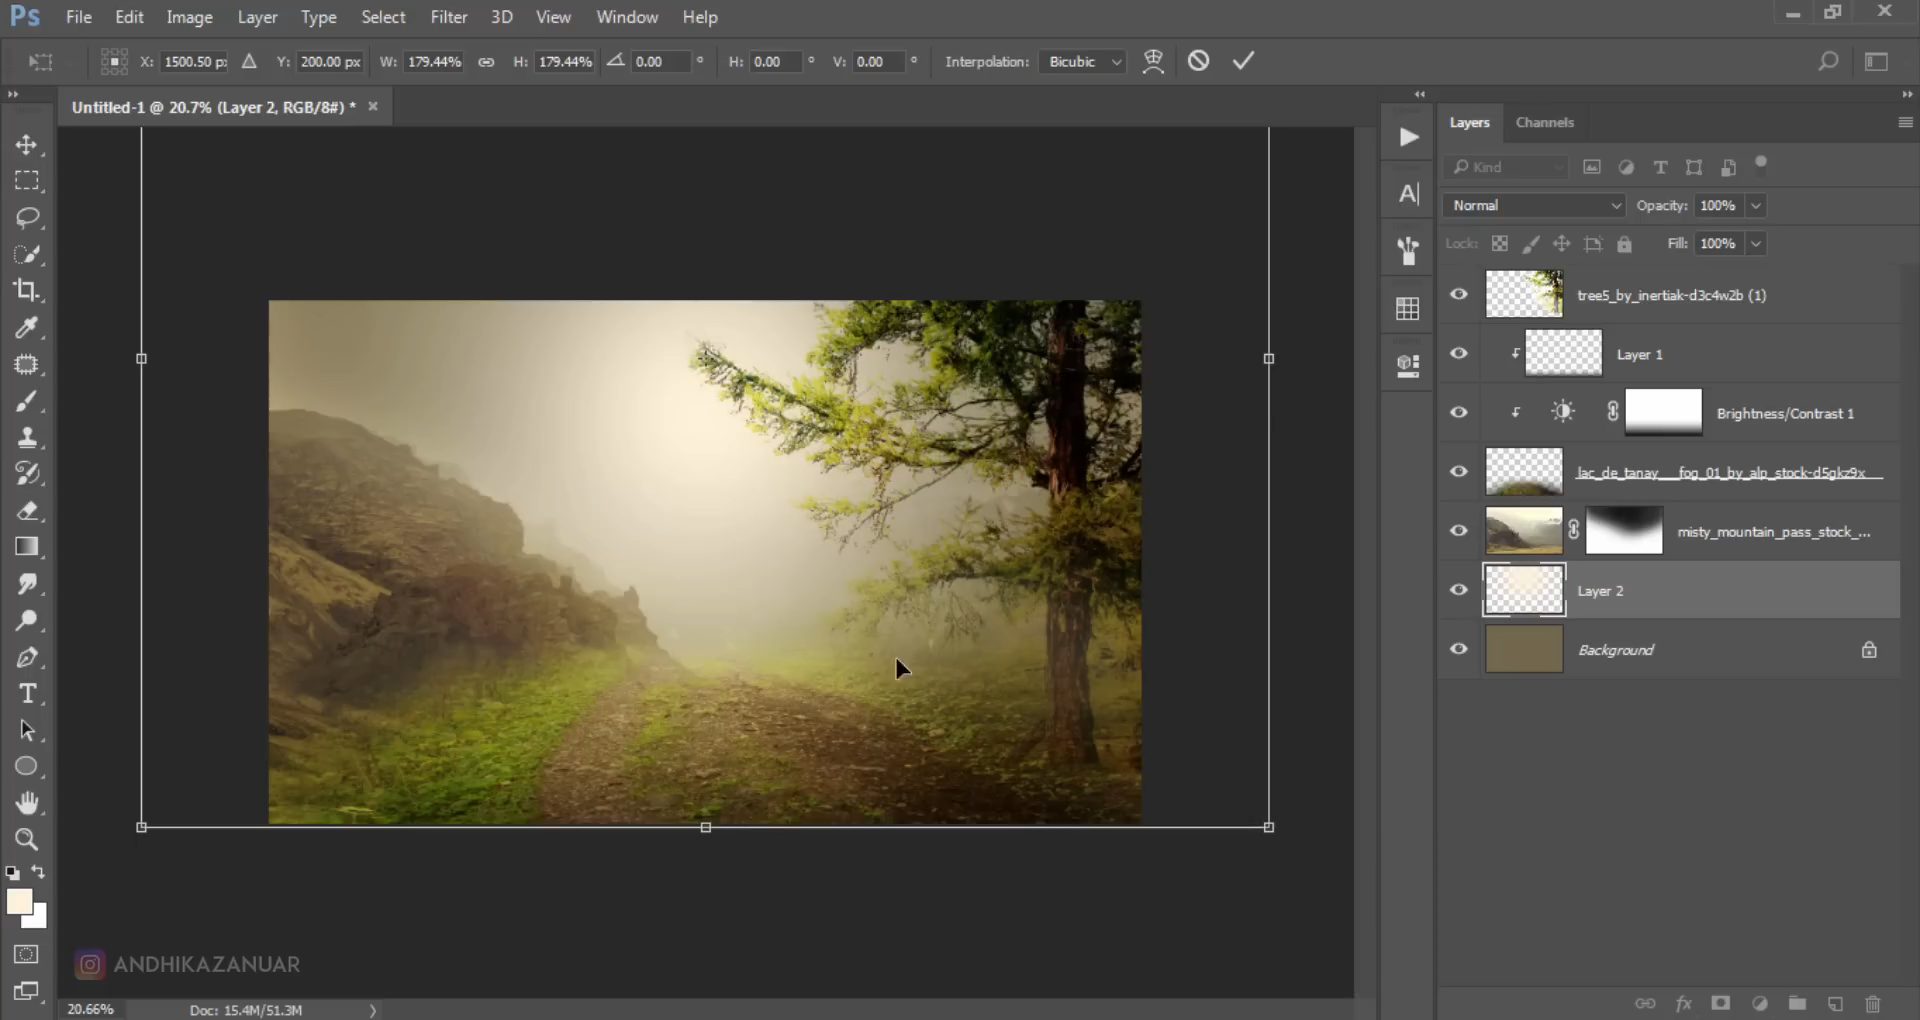 Ps File Edit Image Layer Type Select Filter 3D View Window Help
X: 1500.50 px Y: 200.00 px W: 179.44% H: 179.44% 0.00 ° H: 0.00 ° V: 0.00 ° Interpolation: Bicubic
Untitled-1 @ 20.7% (Layer 2, RGB/8#) *
Layers Channels
Kind
Normal Opacity: 100%
Lock: Fill: 100%
tree5_by_inertiak-d3c4w2b (1)
Layer 1
Brightness/Contrast 1
lac_de_tanay___fog_01_by_alp_stock-d5gkz9x
misty_mountain_pass_stock_...
Layer 2
Background
ANDHIKAZANUAR
20.66% Doc: 15.4M/51.3M